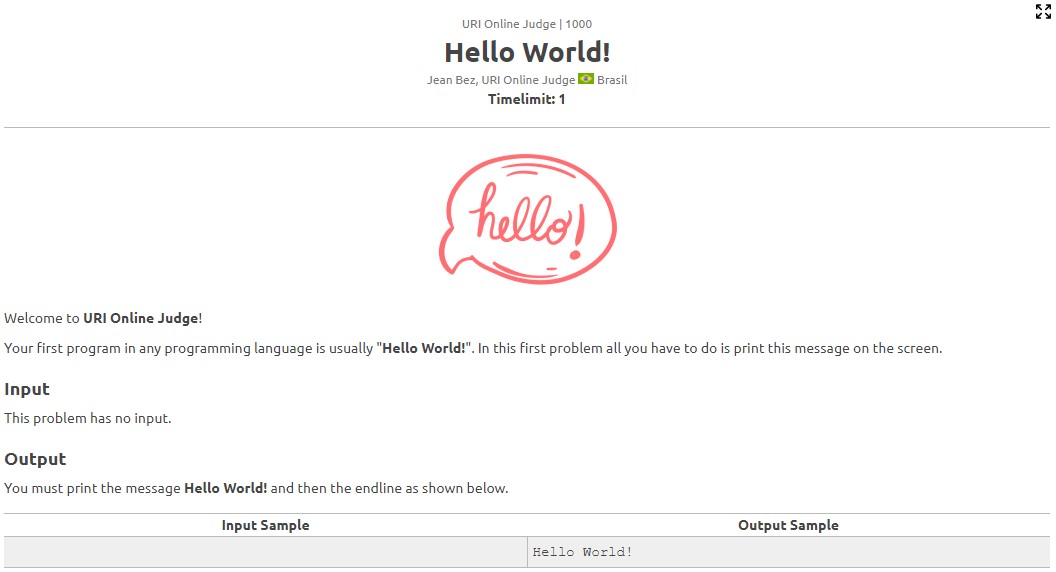 URI Online Judge | 1000
Hello World!
Jean Bez, URI Online Judge Brasil
Timelimit: 1
hello!
Welcome to URI Online Judge!
Your first program in any programming language is usually "Hello World!". In this first problem all you have to do is print this message on the screen.
Input
This problem has no input.
Output
You must print the message Hello World! and then the endline as shown below.
Input Sample Output Sample
Hello World!